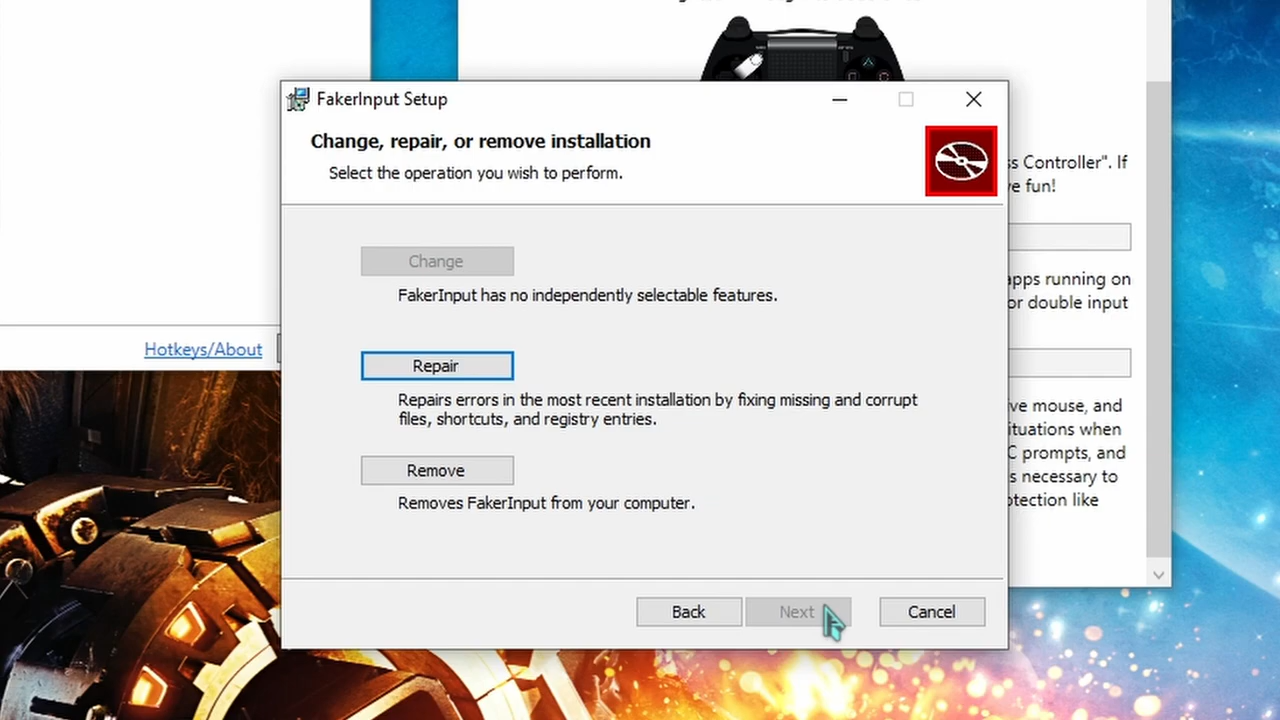 FakerInput Setup
Change, repair, or remove installation
Select the operation you wish to perform.
Change
FakerInput has no independently selectable features.
Repair
Repairs errors in the most recent installation by fixing missing and corrupt
files, shortcuts, and registry entries.
Remove
Removes FakerInput from your computer.
Back
Next
Cancel
Hotkeys/About
ss Controller". If
ve fun!
apps running on
or double input
ive mouse, and
ituations when
C prompts, and
s necessary to
otection like